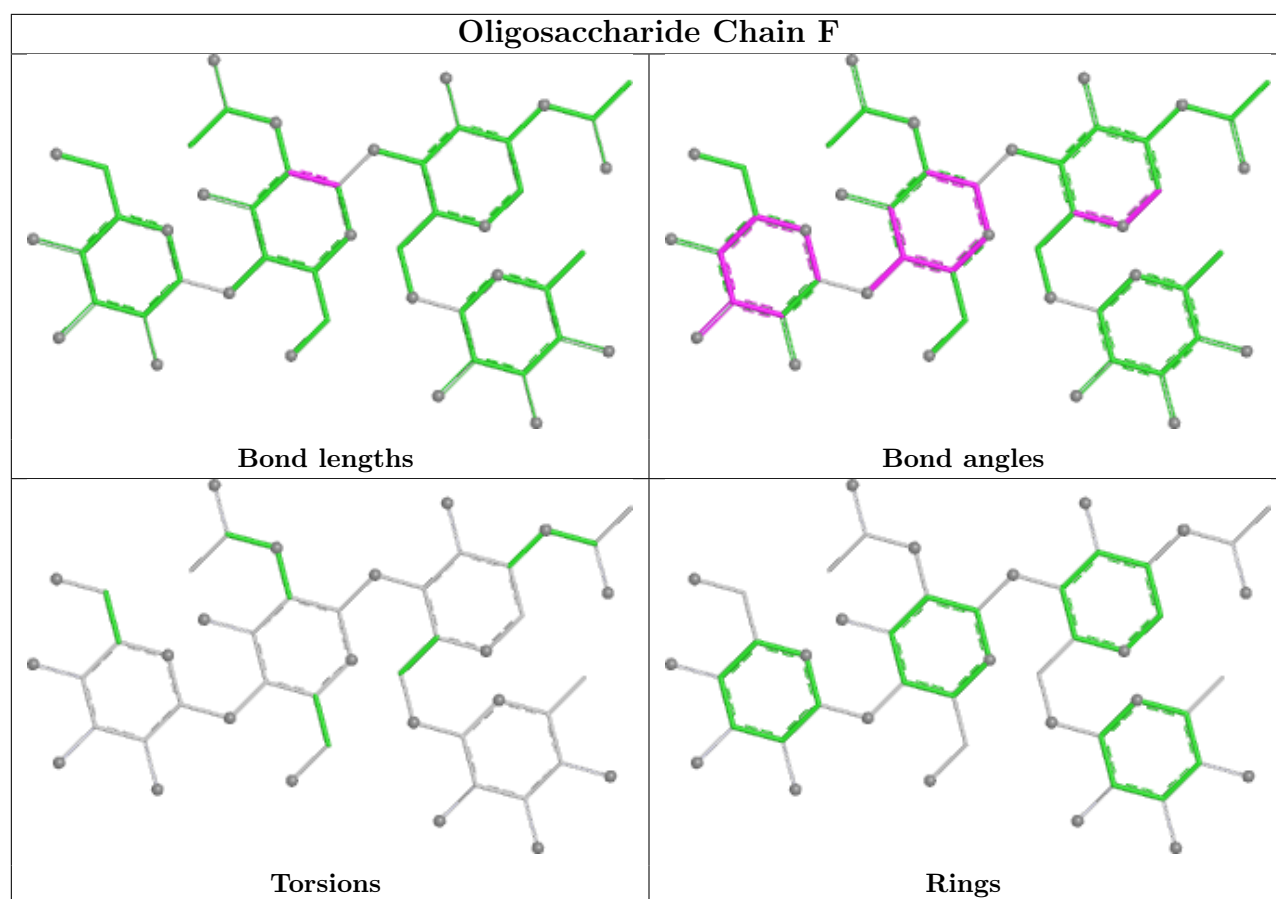 Oligosaccharide Chain F
Bond lengths
Bond angles
Torsions
Rings